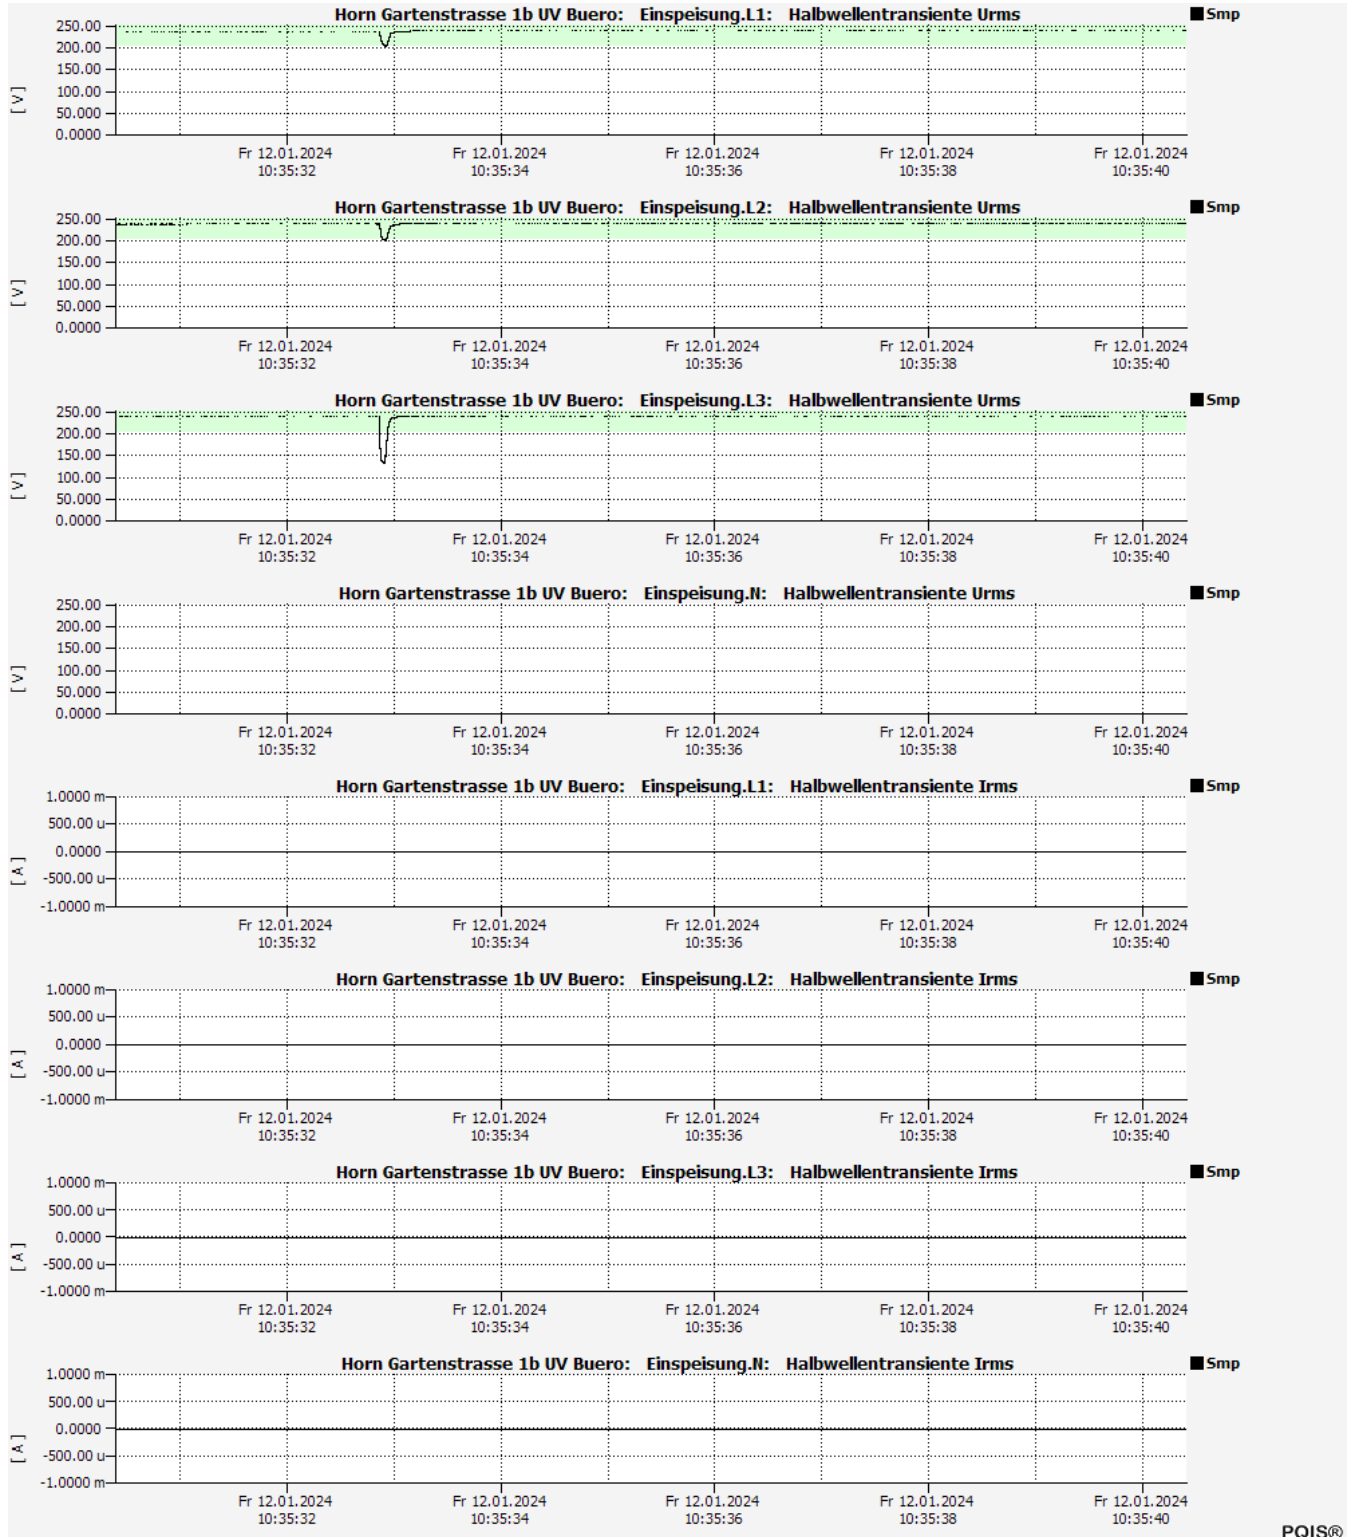 Horn Gartenstrasse 1b UV Buero: Einspeisung.L1: Halbwellentransiente Urms
Smp
250.00
200.00
150.00
100.00
50.000
0.0000
[ V ]
Fr 12.01.2024 Fr 12.01.2024 Fr 12.01.2024 Fr 12.01.2024 Fr 12.01.2024
10:35:32 10:35:34 10:35:36 10:35:38 10:35:40
Horn Gartenstrasse 1b UV Buero: Einspeisung.L2: Halbwellentransiente Urms
Smp
250.00
200.00
150.00
100.00
50.000
0.0000
[ V ]
Fr 12.01.2024 Fr 12.01.2024 Fr 12.01.2024 Fr 12.01.2024 Fr 12.01.2024
10:35:32 10:35:34 10:35:36 10:35:38 10:35:40
Horn Gartenstrasse 1b UV Buero: Einspeisung.L3: Halbwellentransiente Urms
Smp
250.00
200.00
150.00
100.00
50.000
0.0000
[ V ]
Fr 12.01.2024 Fr 12.01.2024 Fr 12.01.2024 Fr 12.01.2024 Fr 12.01.2024
10:35:32 10:35:34 10:35:36 10:35:38 10:35:40
Horn Gartenstrasse 1b UV Buero: Einspeisung.N: Halbwellentransiente Urms
Smp
250.00
200.00
150.00
100.00
50.000
0.0000
[ V ]
Fr 12.01.2024 Fr 12.01.2024 Fr 12.01.2024 Fr 12.01.2024 Fr 12.01.2024
10:35:32 10:35:34 10:35:36 10:35:38 10:35:40
Horn Gartenstrasse 1b UV Buero: Einspeisung.L1: Halbwellentransiente Irms
Smp
1.0000 m
500.00 u
0.0000
-500.00 u
-1.0000 m
[ A ]
Fr 12.01.2024 Fr 12.01.2024 Fr 12.01.2024 Fr 12.01.2024 Fr 12.01.2024
10:35:32 10:35:34 10:35:36 10:35:38 10:35:40
Horn Gartenstrasse 1b UV Buero: Einspeisung.L2: Halbwellentransiente Irms
Smp
1.0000 m
500.00 u
0.0000
-500.00 u
-1.0000 m
[ A ]
Fr 12.01.2024 Fr 12.01.2024 Fr 12.01.2024 Fr 12.01.2024 Fr 12.01.2024
10:35:32 10:35:34 10:35:36 10:35:38 10:35:40
Horn Gartenstrasse 1b UV Buero: Einspeisung.L3: Halbwellentransiente Irms
Smp
1.0000 m
500.00 u
0.0000
-500.00 u
-1.0000 m
[ A ]
Fr 12.01.2024 Fr 12.01.2024 Fr 12.01.2024 Fr 12.01.2024 Fr 12.01.2024
10:35:32 10:35:34 10:35:36 10:35:38 10:35:40
Horn Gartenstrasse 1b UV Buero: Einspeisung.N: Halbwellentransiente Irms
Smp
1.0000 m
500.00 u
0.0000
-500.00 u
-1.0000 m
[ A ]
Fr 12.01.2024 Fr 12.01.2024 Fr 12.01.2024 Fr 12.01.2024 Fr 12.01.2024
10:35:32 10:35:34 10:35:36 10:35:38 10:35:40
PQIS®